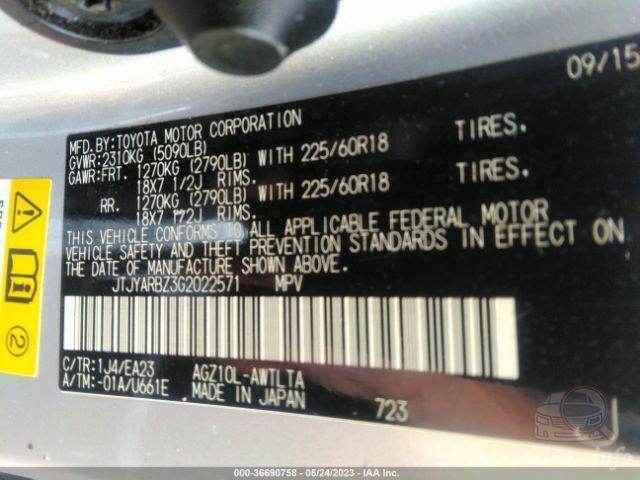 09/15
MFD.BY:TOYOTA MOTOR CORPORATION
GVWR:2310KG (5090LB)
GAWR:FRT. 1270KG (2790LB) WITH 225/60R18 TIRES.
18X7 1/2J RIMS.
RR. 1270KG (2790LB) WITH 225/60R18 TIRES.
18X7 1/2J RIMS.
THIS VEHICLE CONFORMS TO ALL APPLICABLE FEDERAL MOTOR
VEHICLE SAFETY AND THEFT PREVENTION STANDARDS IN EFFECT ON
THE DATE OF MANUFACTURE SHOWN ABOVE.
JTJYARBZ3G2022571 MPV
C/TR:1J4/EA23 AGZ10L-AWTLTA
A/TM:-01A/U661E MADE IN JAPAN 723
2
000-36690758 - 05/24/2023 - IAA Inc.